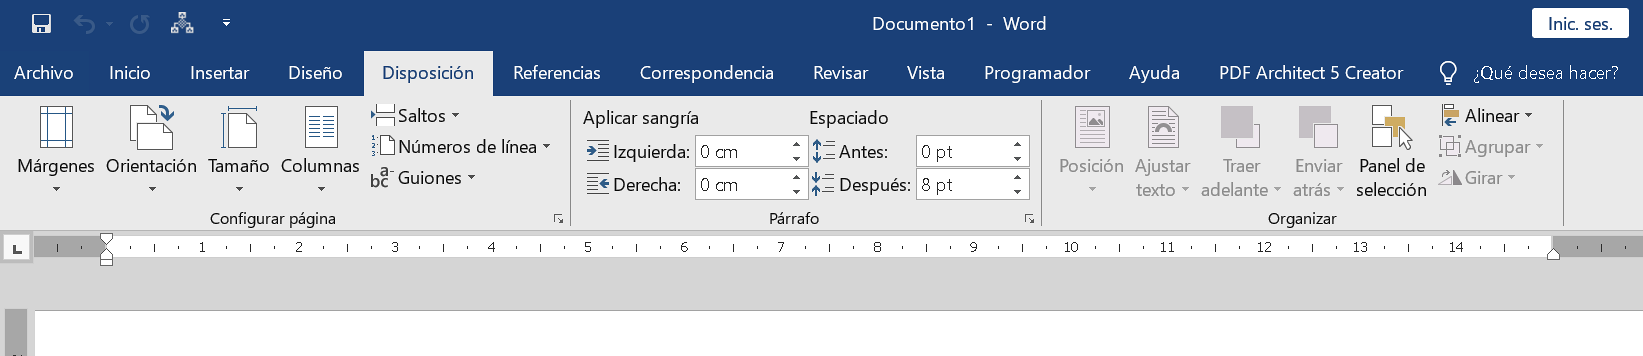 Documento1 - Word
Inic. ses.
Archivo Inicio Insertar Diseño Disposición Referencias Correspondencia Revisar Vista Programador Ayuda PDF Architect 5 Creator ¿Qué desea hacer?
Márgenes Orientación Tamaño Columnas
Saltos
Números de línea
Guiones
Configurar página
Aplicar sangría Espaciado
Izquierda: 0 cm Antes: 0 pt
Derecha: 0 cm Después: 8 pt
Párrafo
Posición Ajustar texto Traer adelante Enviar atrás Panel de selección
Alinear
Agrupar
Girar
Organizar
1 2 3 4 5 6 7 8 9 10 11 12 13 14